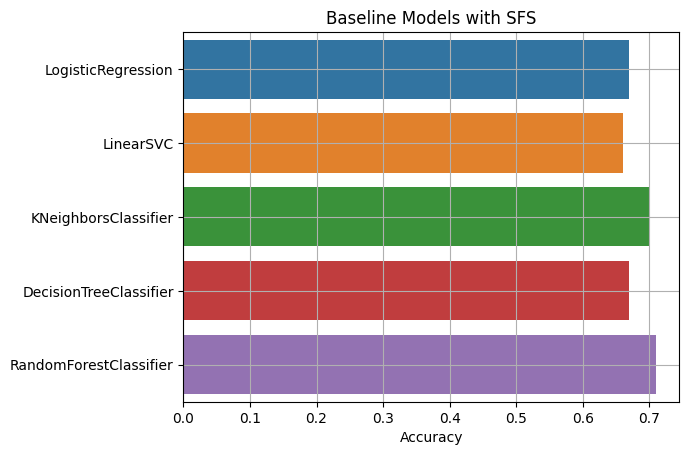 Baseline Models with SFS
LogisticRegression
LinearSVC
KNeighborsClassifier
DecisionTreeClassifier
RandomForestClassifier
0.0 0.1 0.2 0.3 0.4 0.5 0.6 0.7
Accuracy